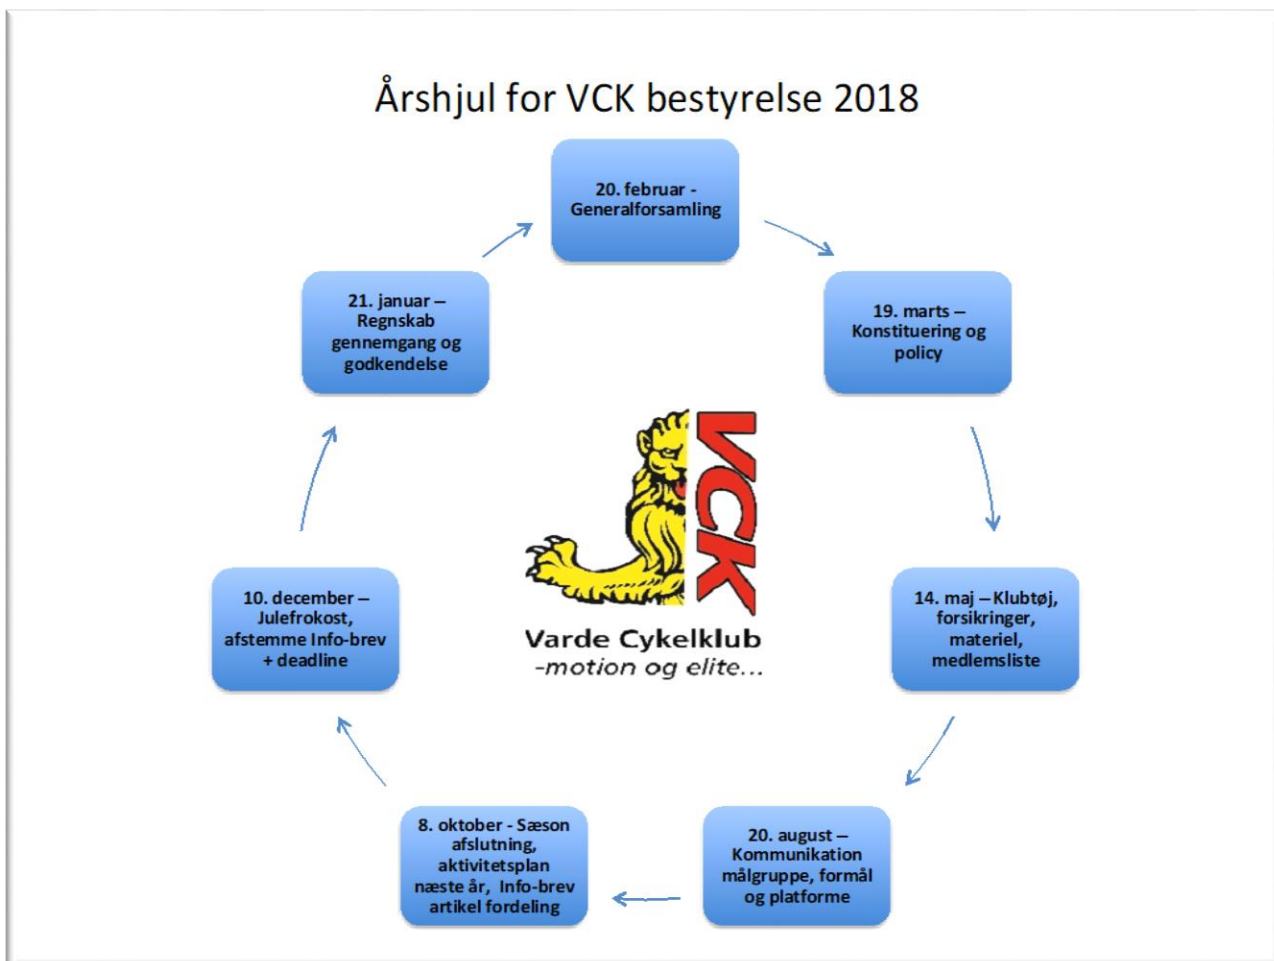 Årshjul for VCK bestyrelse 2018
20. februar -
Generalforsamling
19. marts –
Konstituering og
policy
14. maj – Klubtøj,
forsikringer,
materiel,
medlemsliste
20. august –
Kommunikation
målgruppe, formål
og platforme
8. oktober - Sæson
afslutning,
aktivitetsplan
næste år,  Info-brev
artikel fordeling
10. december –
Julefrokost,
afstemme Info-brev
+ deadline
21. januar –
Regnskab
gennemgang og
godkendelse
VCK
Varde Cykelklub
-motion og elite...